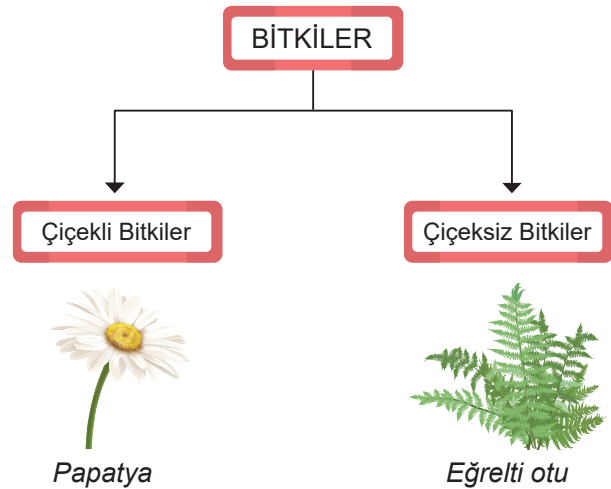 BİTKİLER
Çiçekli Bitkiler
Çiçeksiz Bitkiler
Papatya
Eğrelti otu